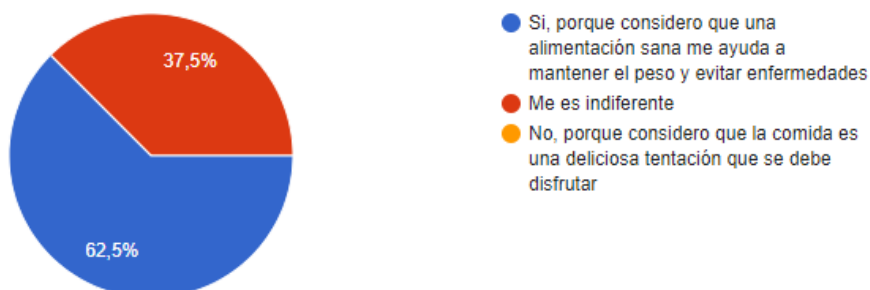 37,5%
62,5%
Si, porque considero que una
alimentación sana me ayuda a
mantener el peso y evitar enfermedades
Me es indiferente
No, porque considero que la comida es
una deliciosa tentación que se debe
disfrutar